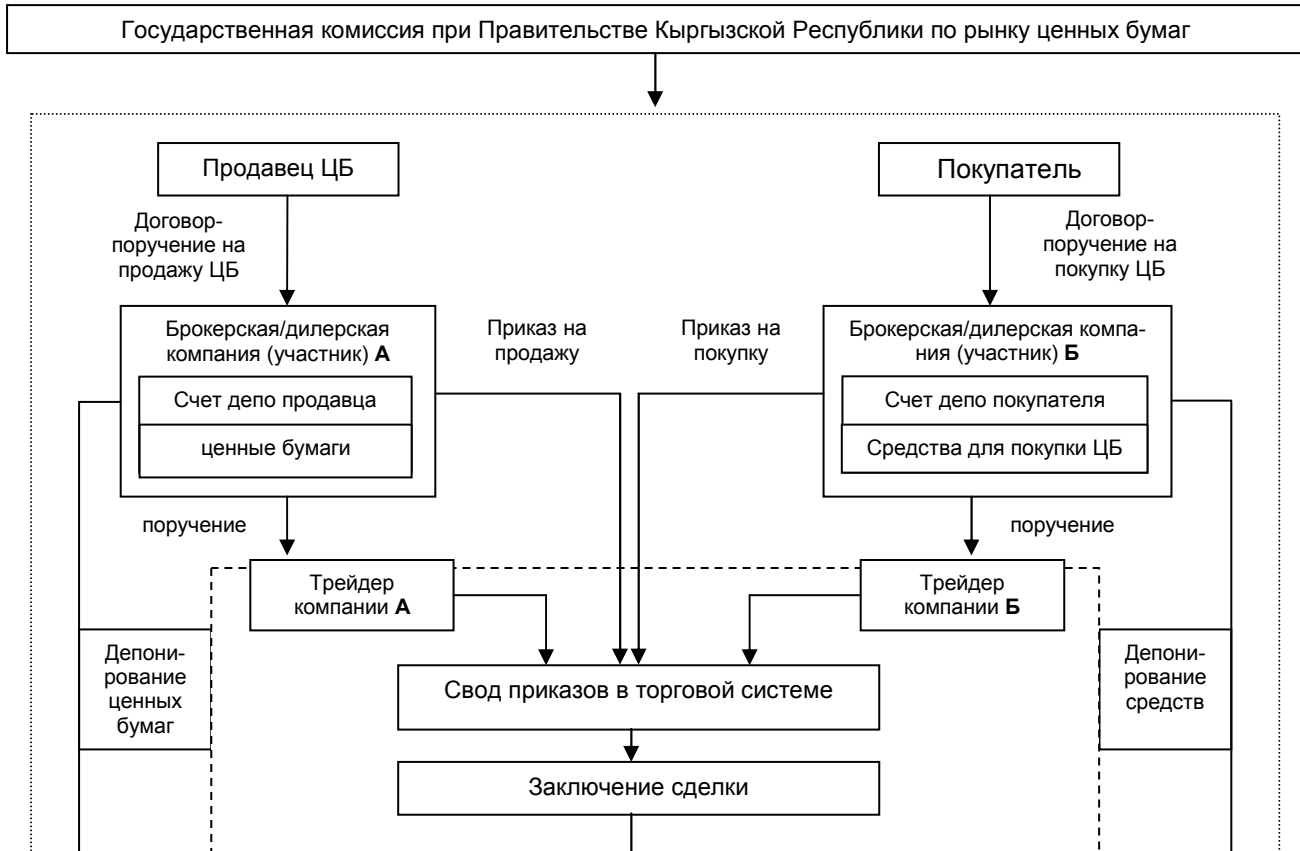 Государственная комиссия при Правительстве Кыргызской Республики по рынку ценных бумаг
Продавец ЦБ
Покупатель
Договор-
поручение на
продажу ЦБ
Договор-
поручение на
покупку ЦБ
Брокерская/дилерская
компания (участник) А
Счет депо продавца
ценные бумаги
Приказ на
продажу
Приказ на
покупку
Брокерская/дилерская компа-
ния (участник) Б
Счет депо покупателя
Средства для покупки ЦБ
поручение
поручение
Трейдер
компании А
Трейдер
компании Б
Депони-
рование
ценных
бумаг
Свод приказов в торговой системе
Депони-
рование
средств
Заключение сделки